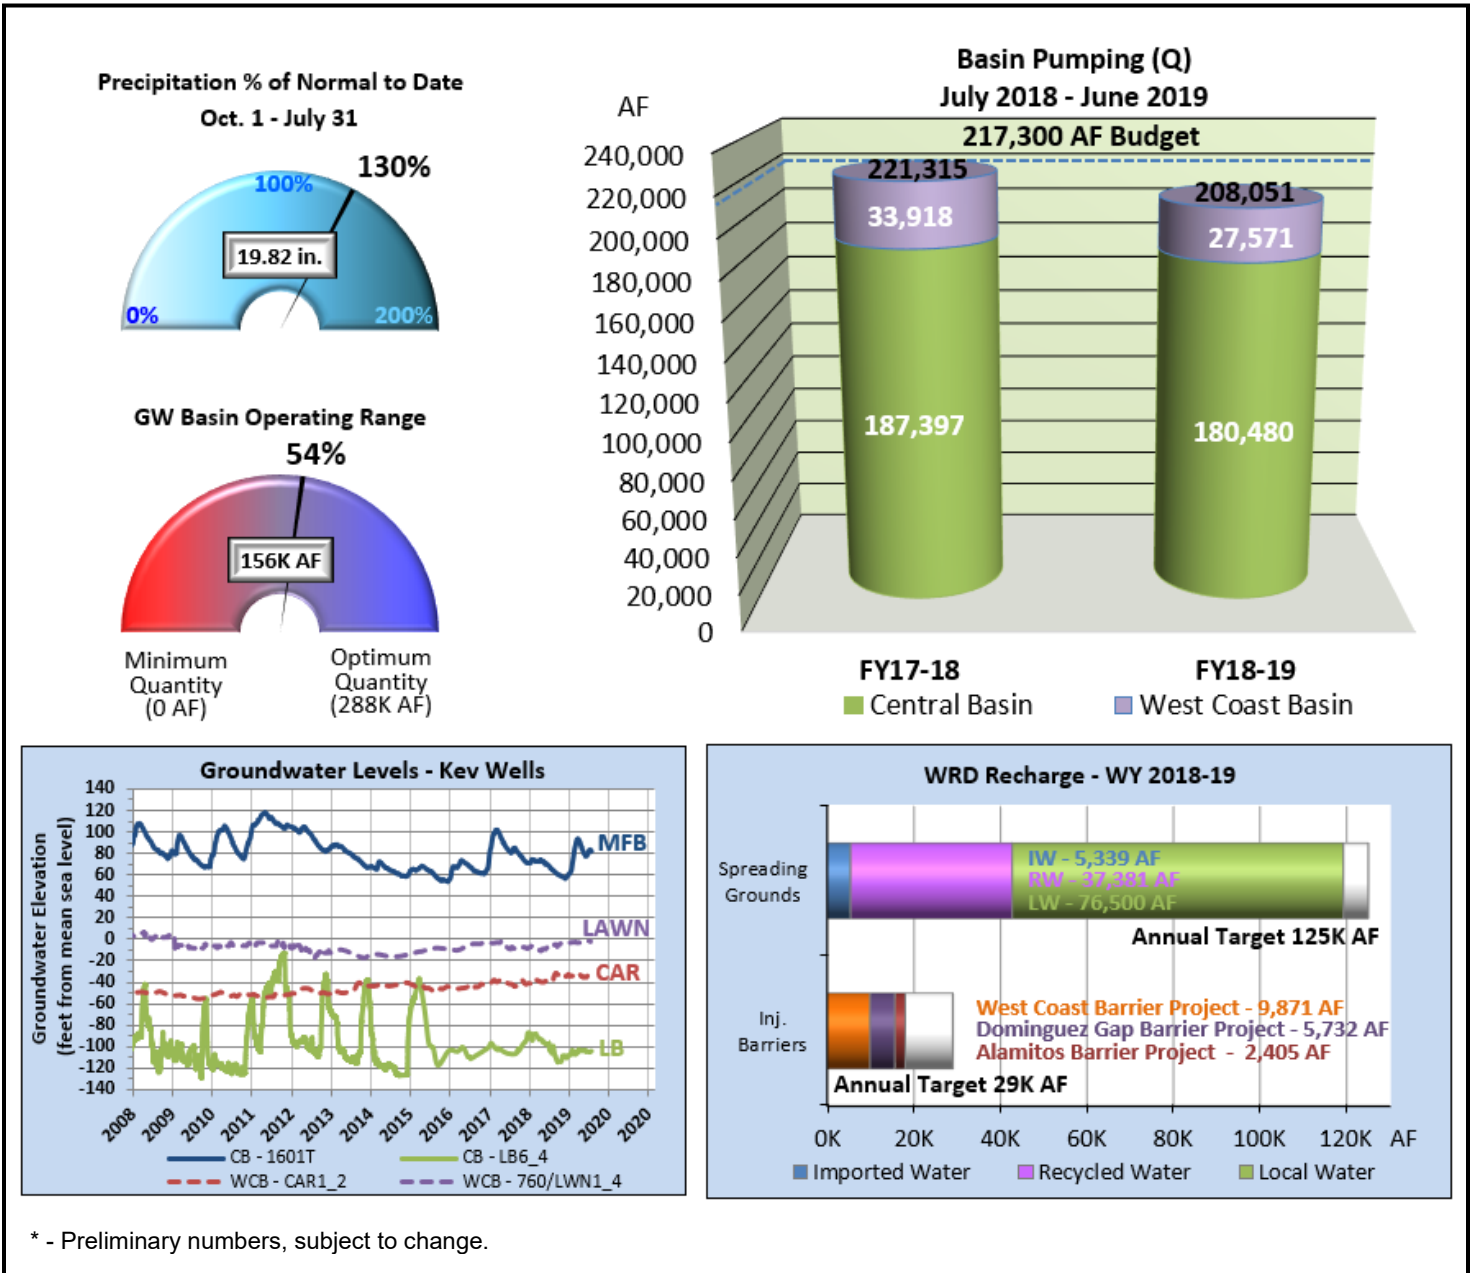 Precipitation % of Normal to Date
Oct. 1 - July 31
130%
100%
19.82 in.
0%
200%
GW Basin Operating Range
54%
156K AF
Minimum
Quantity
(0 AF)
Optimum
Quantity
(288K AF)
Basin Pumping (Q)
July 2018 - June 2019
AF
217,300 AF Budget
240,000
220,000
200,000
180,000
160,000
140,000
120,000
100,000
80,000
60,000
40,000
20,000
0
221,315
33,918
187,397
208,051
27,571
180,480
FY17-18
FY18-19
Central Basin
West Coast Basin
Groundwater Levels - Kev Wells
Groundwater Elevation
(feet from mean sea level)
140
120
100
80
60
40
20
0
-20
-40
-60
-80
-100
-120
-140
MFB
LAWN
CAR
LB
2008
2009
2010
2011
2012
2013
2014
2015
2016
2017
2018
2019
2020
2020
CB - 1601T
CB - LB6_4
WCB - CAR1_2
WCB - 760/LWN1_4
WRD Recharge - WY 2018-19
Spreading
Grounds
IW - 5,339 AF
RW - 37,381 AF
LW - 76,500 AF
Annual Target 125K AF
Inj.
Barriers
West Coast Barrier Project - 9,871 AF
Dominguez Gap Barrier Project - 5,732 AF
Alamitos Barrier Project - 2,405 AF
Annual Target 29K AF
0K
20K
40K
60K
80K
100K
120K
AF
Imported Water
Recycled Water
Local Water
* - Preliminary numbers, subject to change.